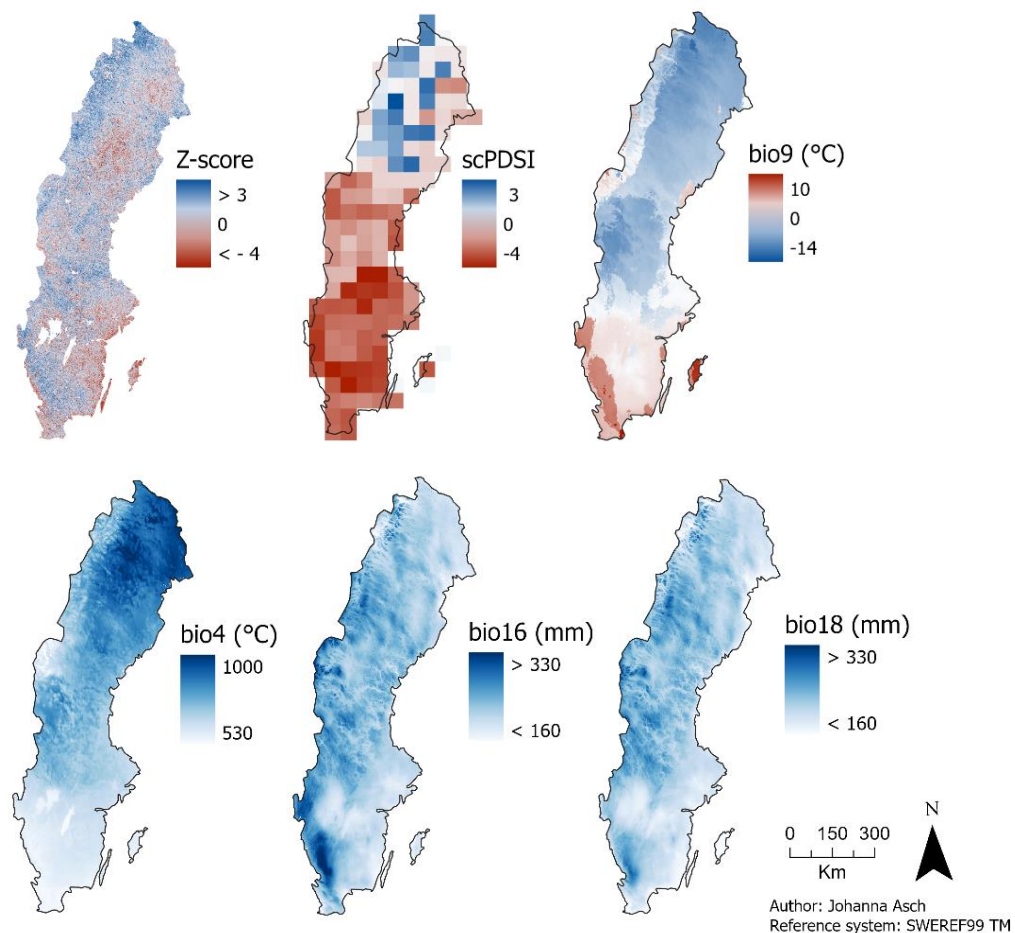 Z-score
> 3
0
< - 4
scPDSI
3
0
-4
bio9 (°C)
10
0
-14
bio4 (°C)
1000
530
bio16 (mm)
> 330
< 160
bio18 (mm)
> 330
< 160
0 150 300
Km
N
Author: Johanna Asch
Reference system: SWEREF99 TM